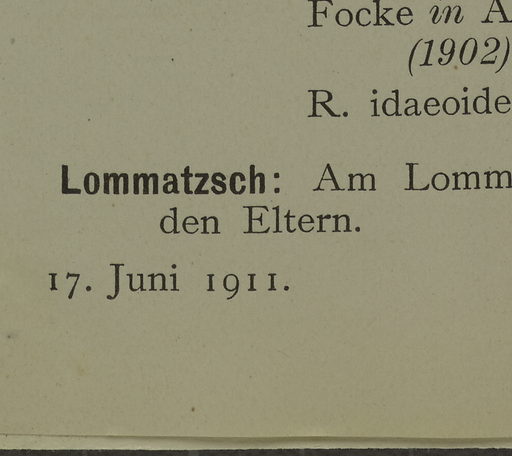 Focke in A
(1902)
R. idaeoide
Lommatzsch: Am Lomm
den Eltern.
17. Juni 1911.